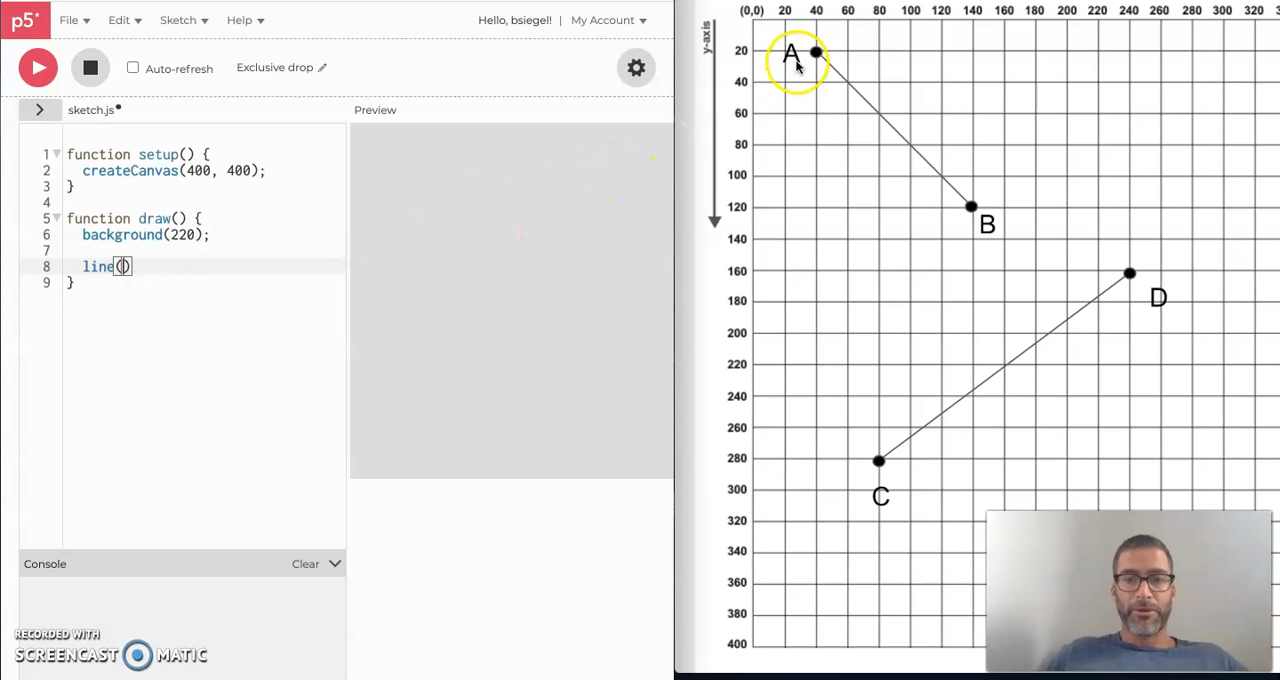 p5*
File
Edit
Sketch
Help
Hello, bsiegel!
My Account
Auto-refresh
Exclusive drop
sketch.js
Preview
1 function setup() {
2 createCanvas(400, 400);
3 }
4
5 function draw() {
6 background(220);
7
8 line()
9 }
Console
Clear
RECORDED WITH
SCREENCAST MATIC
(0,0) 20 40 60 80 100 120 140 160 180 200 220 240 260 280 300 320
y-axis
20
40
60
80
100
120
140
160
180
200
220
240
260
280
300
320
340
360
380
400
A
B
D
C